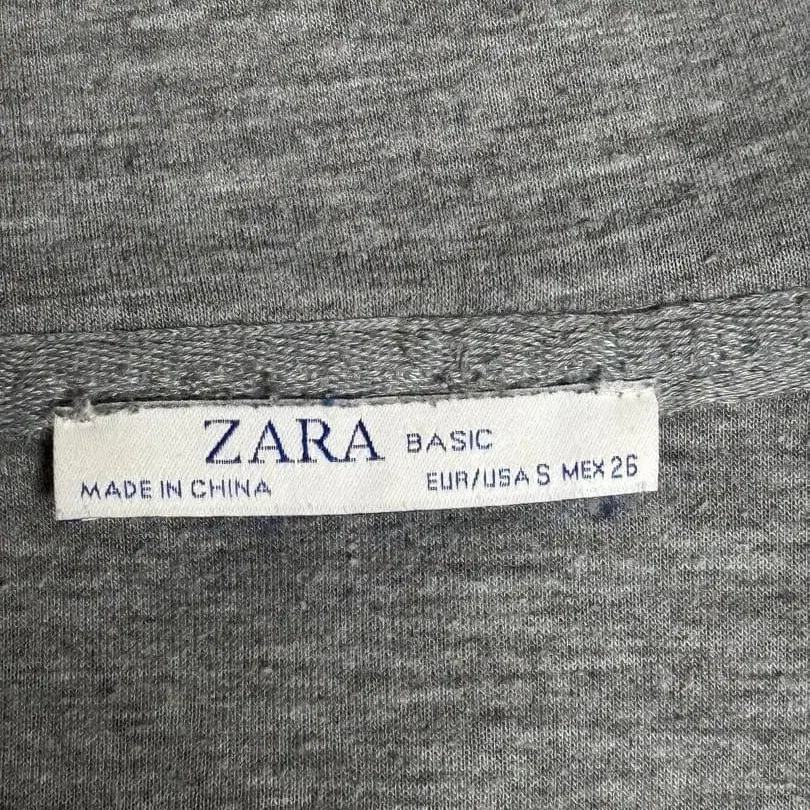 ZARA BASIC
MADE IN CHINA EUR/USA S MEX 26